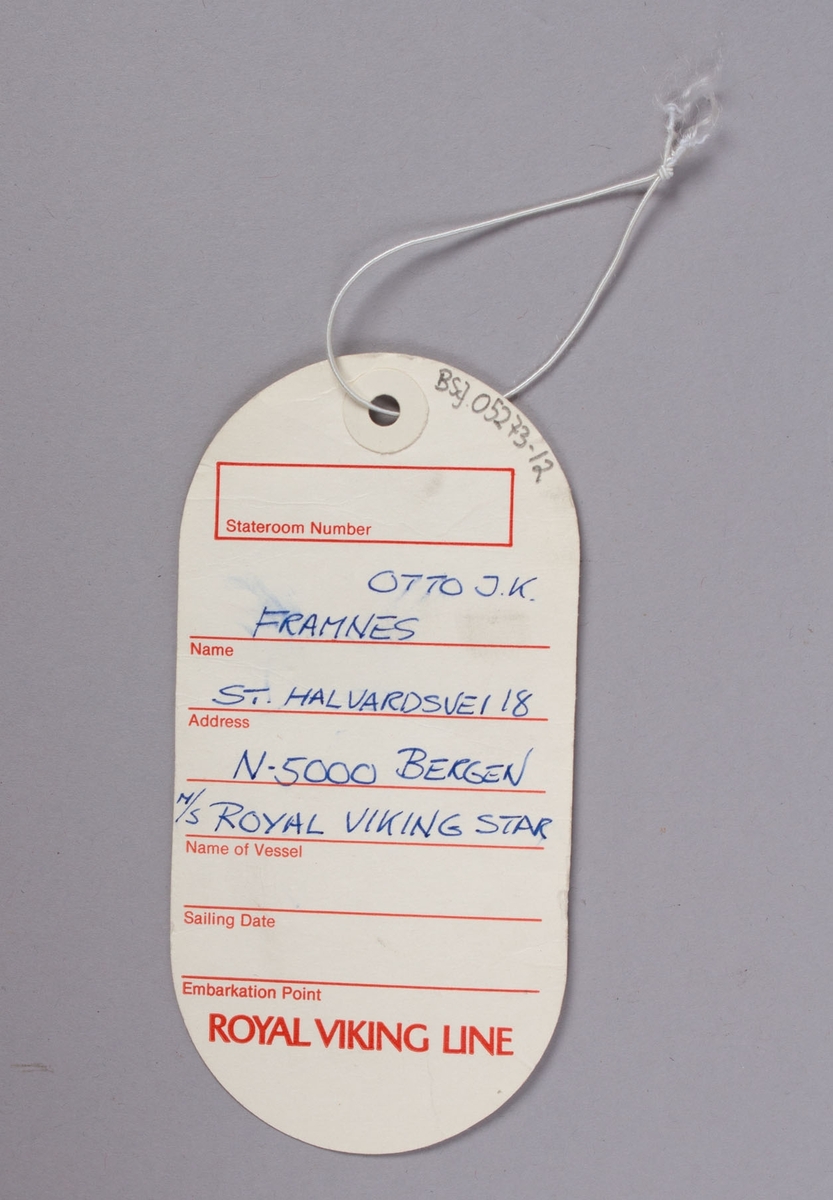 BSJ.05273-12
Stateroom Number
OTTO J.K.
FRAMNES
Name
ST. HALVARDSVEI 18
Address
N-5000 BERGEN
M/S ROYAL VIKING STAR
Name of Vessel
Sailing Date
Embarkation Point
ROYAL VIKING LINE